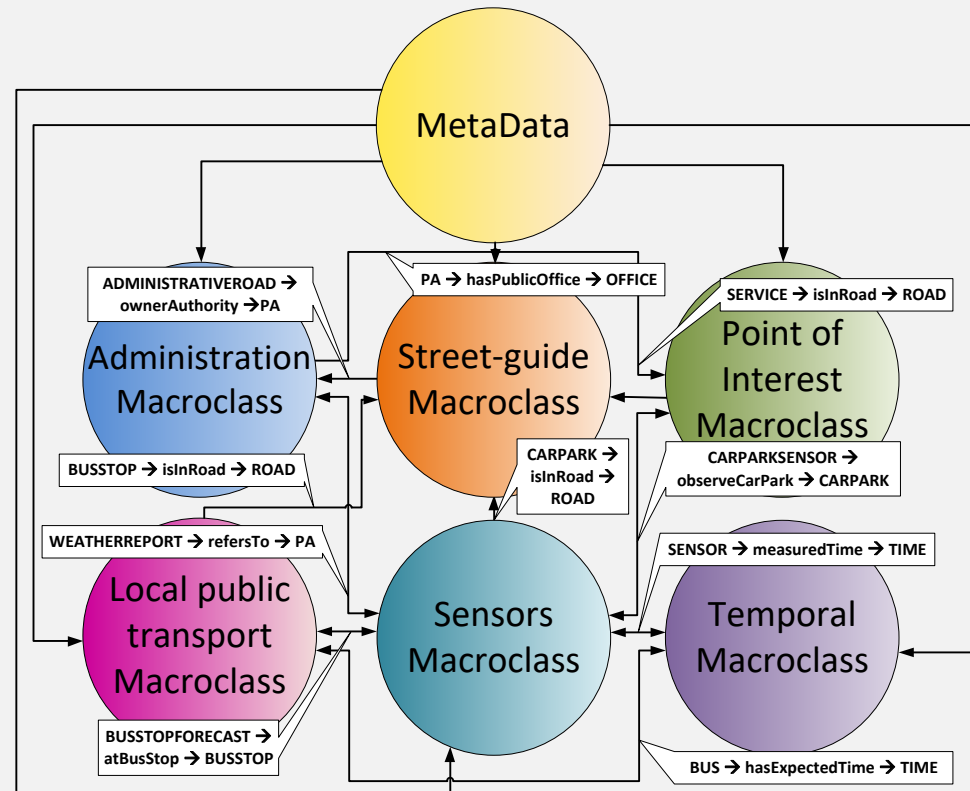 MetaData
ADMINISTRATIVEROAD →
ownerAuthority →PA
PA → hasPublicOffice → OFFICE
SERVICE → isInRoad → ROAD
Administration
Macroclass
Street-guide
Macroclass
Point of
Interest
Macroclass
BUSSTOP → isInRoad → ROAD
CARPARK →
isInRoad →
ROAD
CARPARKSENSOR →
observeCarPark → CARPARK
WEATHERREPORT → refersTo → PA
SENSOR → measuredTime → TIME
Local public
transport
Macroclass
Sensors
Macroclass
Temporal
Macroclass
BUSSTOPFORECAST →
atBusStop → BUSSTOP
BUS → hasExpectedTime → TIME